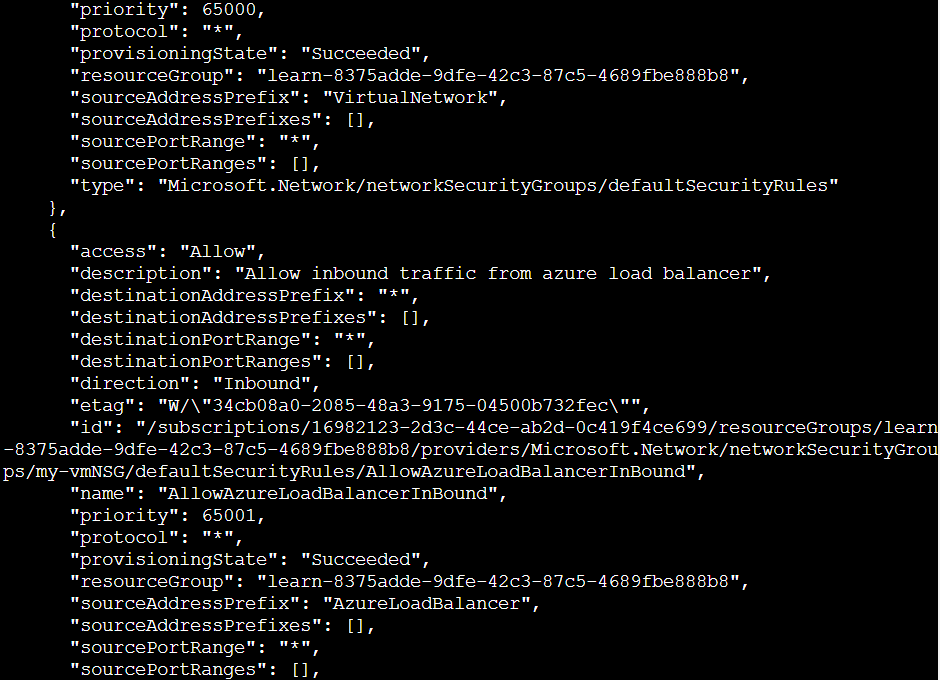 "priority": 65000,
"protocol": "*",
"provisioningState": "Succeeded",
"resourceGroup": "learn-8375adde-9dfe-42c3-87c5-4689fbe888b8",
"sourceAddressPrefix": "VirtualNetwork",
"sourceAddressPrefixes": [],
"sourcePortRange": "*",
"sourcePortRanges": [],
"type": "Microsoft.Network/networkSecurityGroups/defaultSecurityRules"
},
{
"access": "Allow",
"description": "Allow inbound traffic from azure load balancer",
"destinationAddressPrefix": "*",
"destinationAddressPrefixes": [],
"destinationPortRange": "*",
"destinationPortRanges": [],
"direction": "Inbound",
"etag": "W/\"34cb08a0-2085-48a3-9175-04500b732fec\"",
"id": "/subscriptions/16982123-2d3c-44ce-ab2d-0c419f4ce699/resourceGroups/learn
-8375adde-9dfe-42c3-87c5-4689fbe888b8/providers/Microsoft.Network/networkSecurityGrou
ps/my-vmNSG/defaultSecurityRules/AllowAzureLoadBalancerInBound",
"name": "AllowAzureLoadBalancerInBound",
"priority": 65001,
"protocol": "*",
"provisioningState": "Succeeded",
"resourceGroup": "learn-8375adde-9dfe-42c3-87c5-4689fbe888b8",
"sourceAddressPrefix": "AzureLoadBalancer",
"sourceAddressPrefixes": [],
"sourcePortRange": "*",
"sourcePortRanges": [],